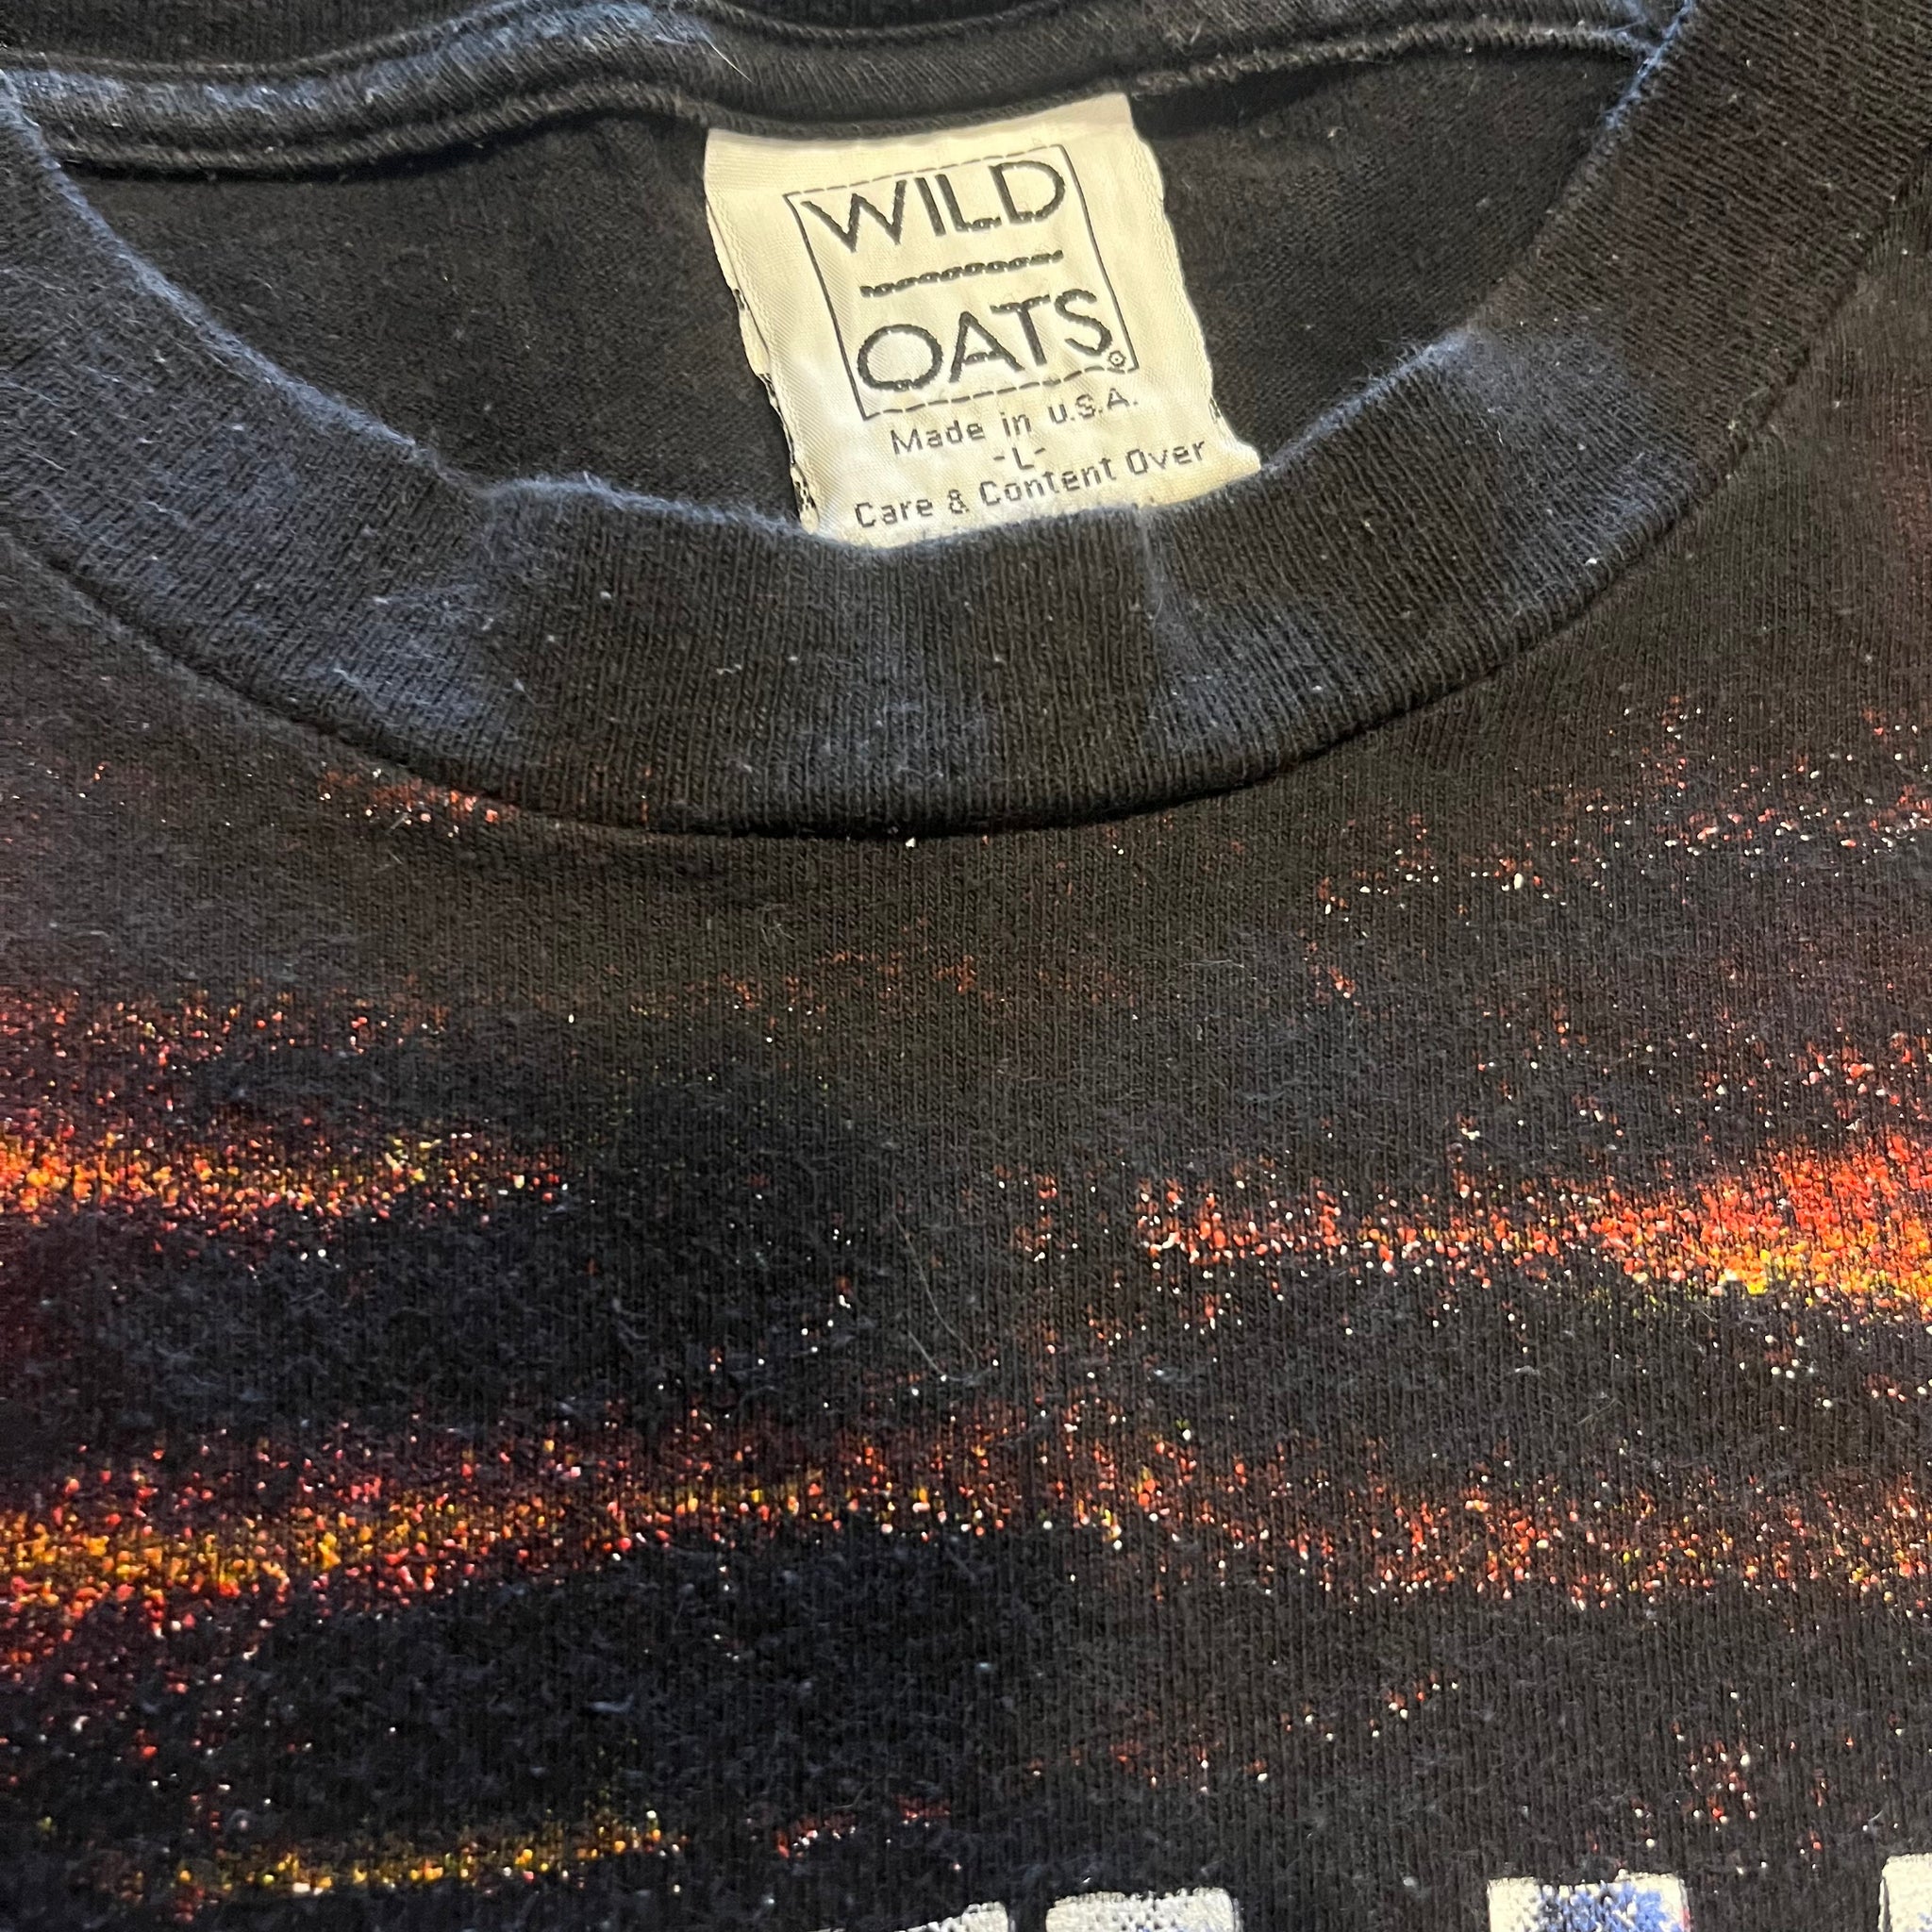 WILD
OATS®
Made in U.S.A.
-L-
Care & Content Over